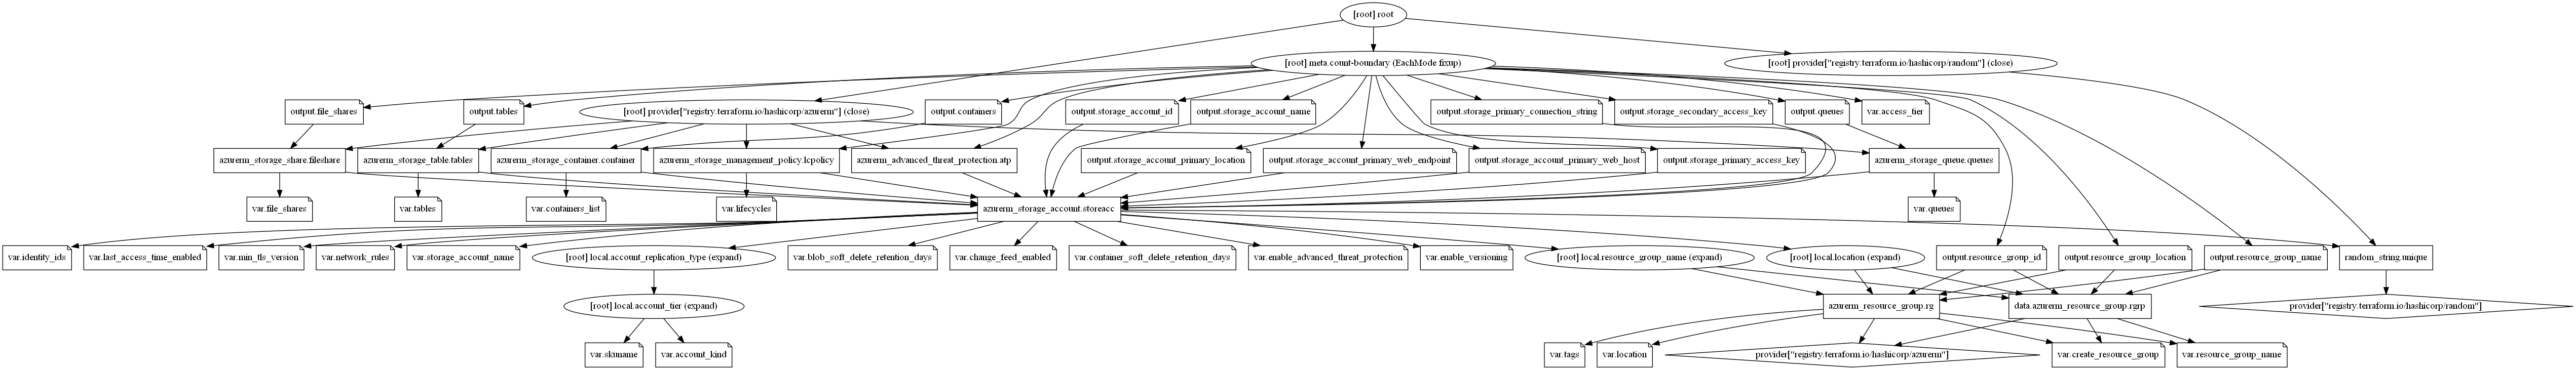 [root] root
[root] meta.count-boundary (EachMode fixup)
[root] provider["registry.terraform.io/hashicorp/random"] (close)
output.file_shares
output.tables
[root] provider["registry.terraform.io/hashicorp/azurerm"] (close)
output.containers
output.storage_account_id
output.storage_account_name
output.storage_primary_connection_string
output.storage_secondary_access_key
output.queues
var.access_tier
azurerm_storage_share.fileshare
azurerm_storage_table.tables
azurerm_storage_container.container
azurerm_storage_management_policy.lcpolicy
azurerm_advanced_threat_protection.atp
output.storage_account_primary_location
output.storage_account_primary_web_endpoint
output.storage_account_primary_web_host
output.storage_primary_access_key
azurerm_storage_queue.queues
var.file_shares
var.tables
var.containers_list
var.lifecycles
azurerm_storage_account.storeacc
var.queues
var.identity_ids
var.last_access_time_enabled
var.min_tls_version
var.network_rules
var.storage_account_name
[root] local.account_replication_type (expand)
var.blob_soft_delete_retention_days
var.change_feed_enabled
var.container_soft_delete_retention_days
var.enable_advanced_threat_protection
var.enable_versioning
[root] local.resource_group_name (expand)
[root] local.location (expand)
output.resource_group_id
output.resource_group_location
output.resource_group_name
random_string.unique
[root] local.account_tier (expand)
azurerm_resource_group.rg
data.azurerm_resource_group.rgrp
provider["registry.terraform.io/hashicorp/random"]
var.skuname
var.account_kind
var.tags
var.location
provider["registry.terraform.io/hashicorp/azurerm"]
var.create_resource_group
var.resource_group_name